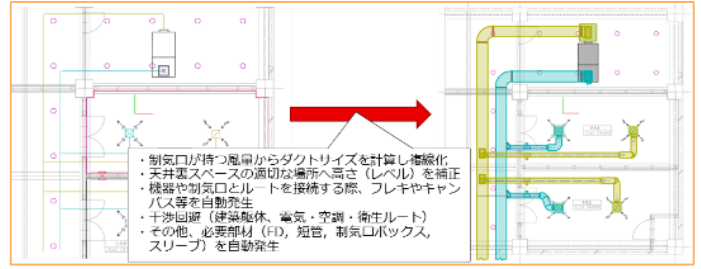 ・制気口が持つ風量からダクトサイズを計算し複線化
・天井裏スペースの適切な場所へ高さ（レベル）を補正
・機器や制気口とルートを接続する際、フレキやキャン
バス等を自動発生
・干渉回避（建築躯体、電気・空調・衛生ルート）
・その他、必要部材（FD，短管，制気口ボックス，
スリーブ）を自動発生